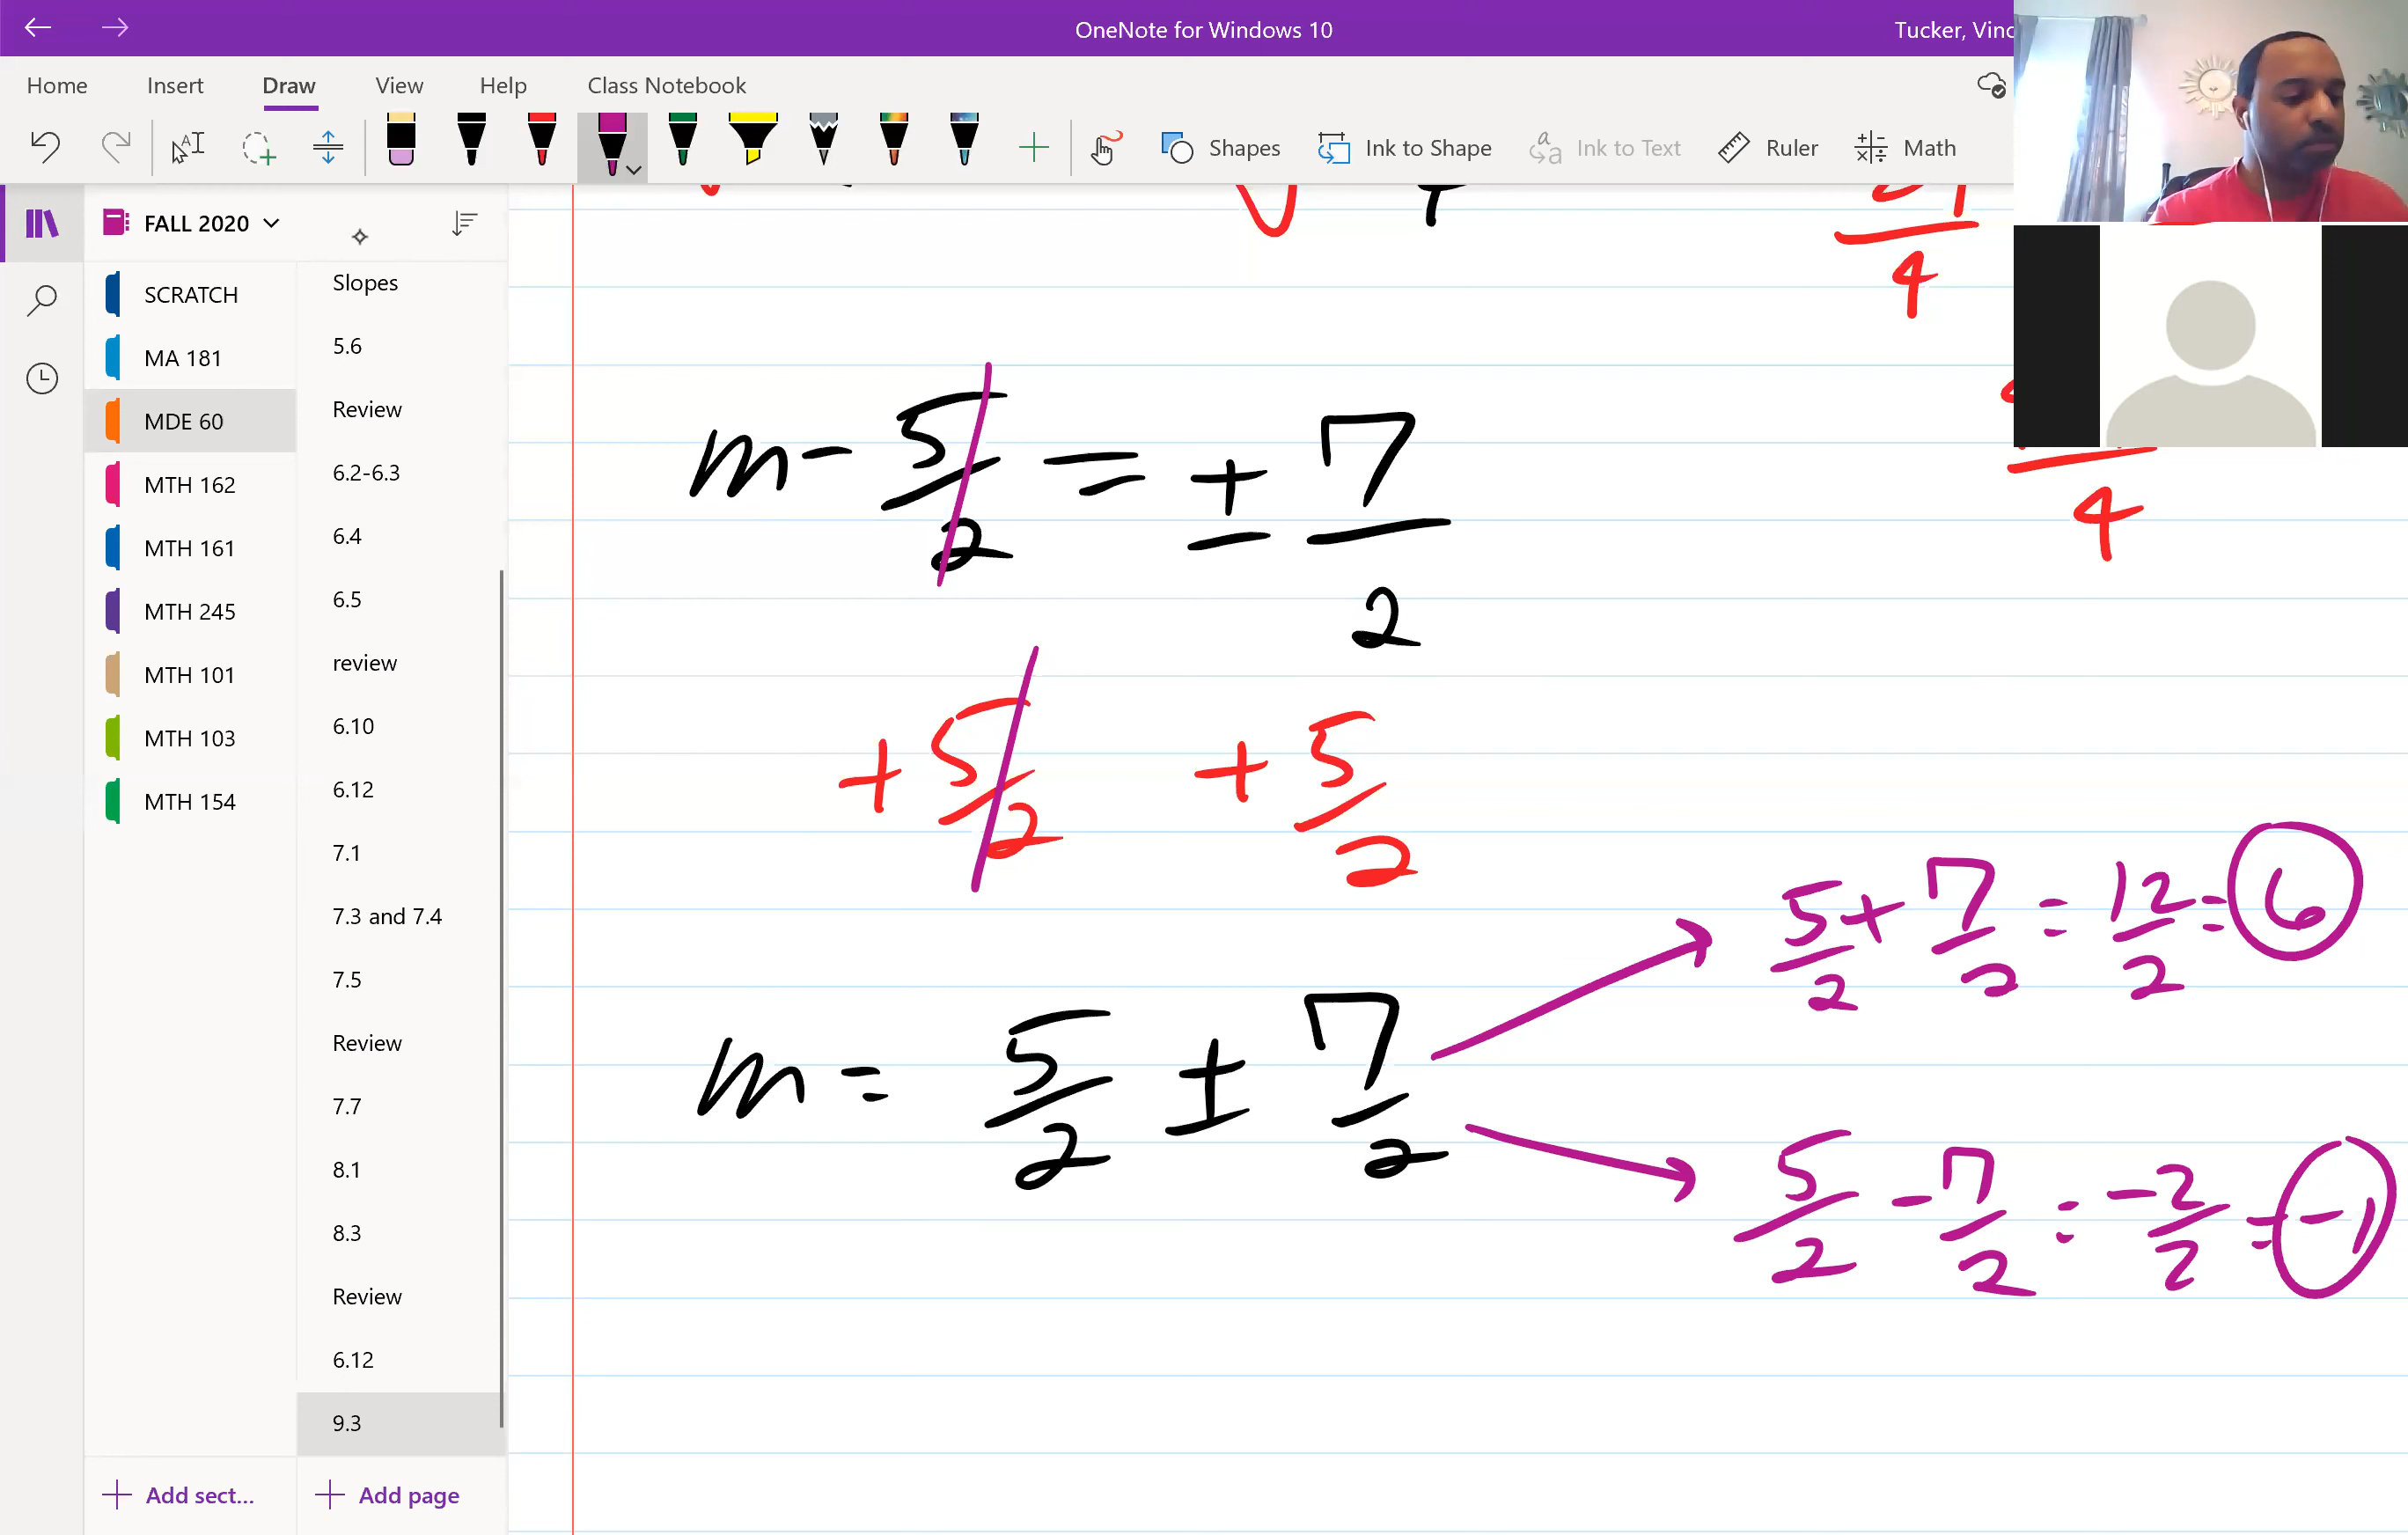 OneNote for Windows 10
Tucker, Vinc
Home Insert Draw View Help Class Notebook
Shapes Ink to Shape Ink to Text Ruler Math
FALL 2020
SCRATCH
MA 181
MDE 60
MTH 162
MTH 161
MTH 245
MTH 101
MTH 103
MTH 154
Add sect...
Slopes
5.6
Review
6.2-6.3
6.4
6.5
review
6.10
6.12
7.1
7.3 and 7.4
7.5
Review
7.7
8.1
8.3
Review
6.12
9.3
Add page
4
4
m - 5/2 = ± 7/2
+ 5/2 + 5/2
m = 5/2 ± 7/2
5/2 + 7/2 = 12/2 = 6
5/2 - 7/2 = -2/2 = -1